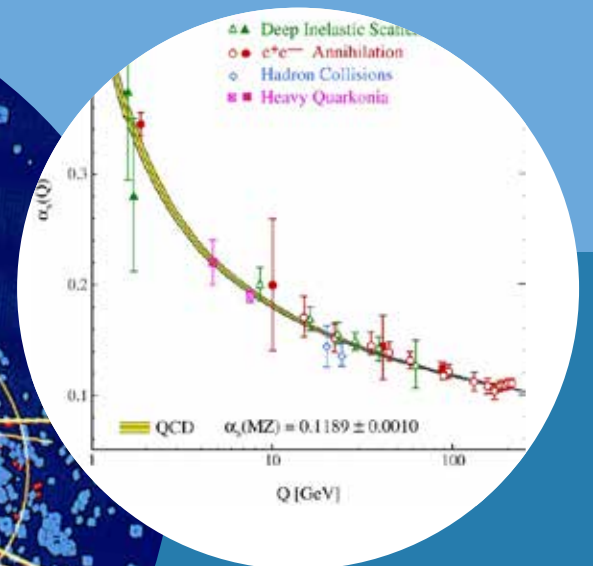 Deep Inelastic
e⁺e⁻ Annihilation
Hadron Collisions
Heavy Quarkonia
αₛ(Q)
0.3
0.2
0.1
QCD αₛ(MZ) = 0.1189 ± 0.0010
1 10 100
Q [GeV]